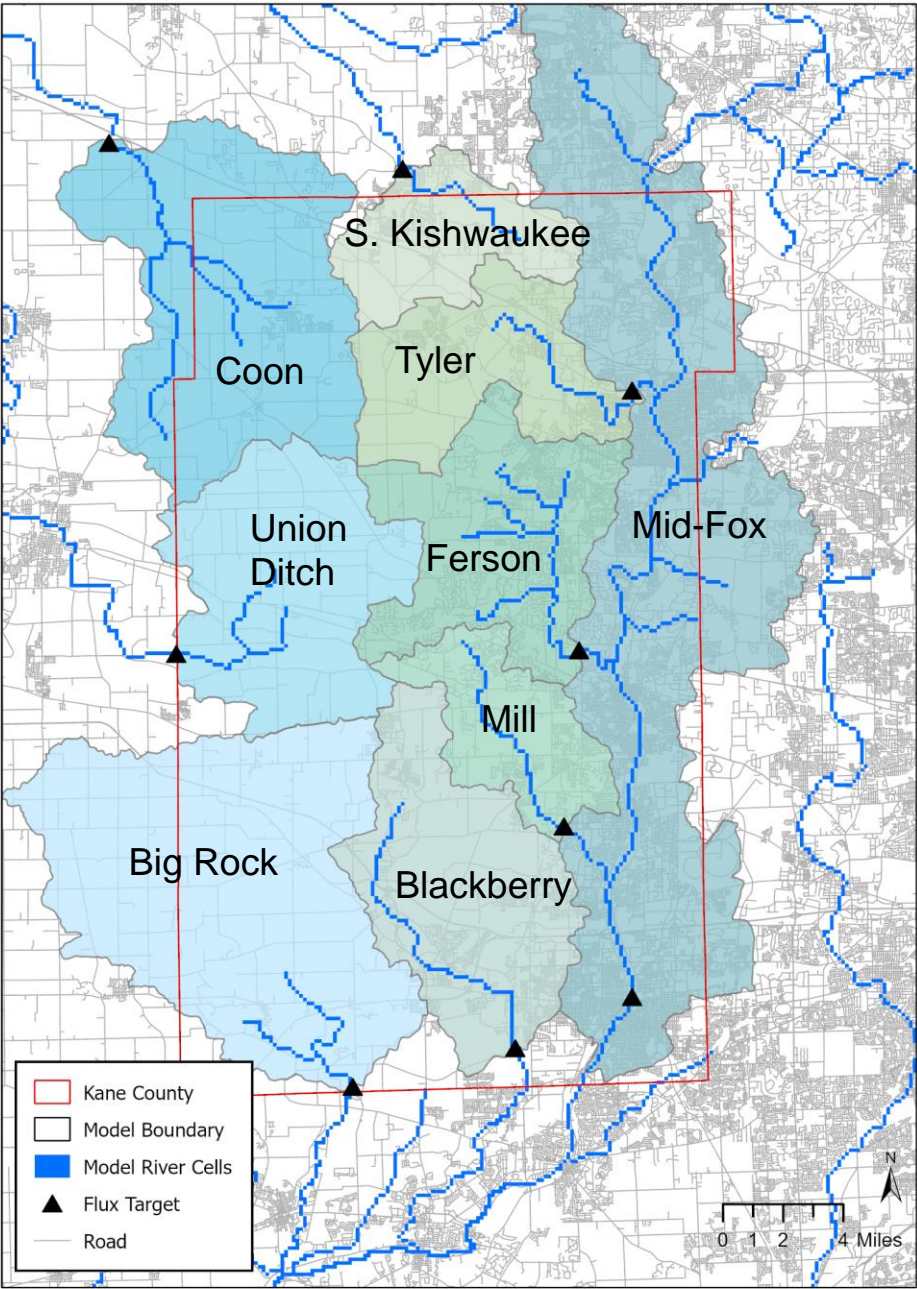 S. Kishwaukee
Coon
Tyler
Union
Ditch
Ferson
Mid-Fox
Mill
Big Rock
Blackberry
Kane County
Model Boundary
Model River Cells
Flux Target
Road
N
0 1 2 4 Miles